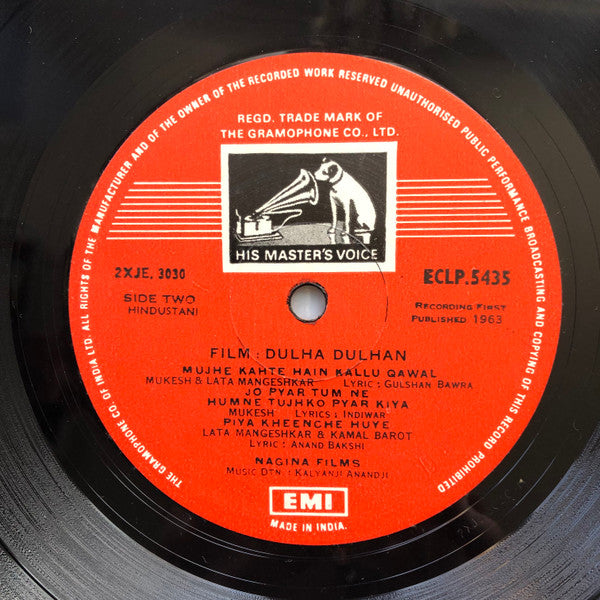 THE GRAMOPHONE CO. OF INDIA LTD. ALL RIGHTS OF THE MANUFACTURER AND OF THE OWNER OF THE RECORDED WORK RESERVED UNAUTHORISED PUBLIC PERFORMANCE BROADCASTING AND COPYING OF THIS RECORD PROHIBITED
REGD. TRADE MARK OF
THE GRAMOPHONE CO., LTD.
HIS MASTER'S VOICE
2XJE. 3030
ECLP.5435
SIDE TWO
HINDUSTANI
RECORDING FIRST
PUBLISHED 1963
FILM : DULHA DULHAN
MUJHE KAHTE HAIN KALLU QAWAL
MUKESH & LATA MANGESHKAR LYRIC : GULSHAN BAWRA
JO PYAR TUM NE
HUMNE TUJHKO PYAR KIYA
MUKESH LYRICS : INDIWAR
PIYA KHEENCHE HUYE
LATA MANGESHKAR & KAMAL BAROT
LYRIC : ANAND BAKSHI
NAGINA FILMS
MUSIC DTN. : KALYANJI ANANDJI
EMI
MADE IN INDIA.